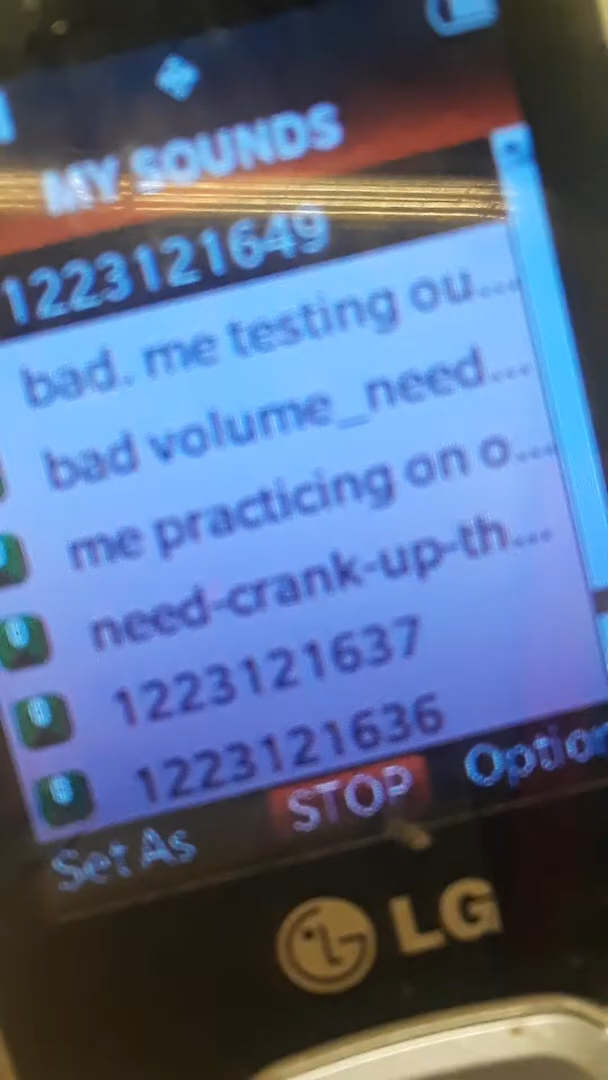 MY SOUNDS
1223121649
bad. me testing ou...
bad volume_need...
me practicing on o...
need-crank-up-th...
1223121637
1223121636
Set As
STOP
Option
LG